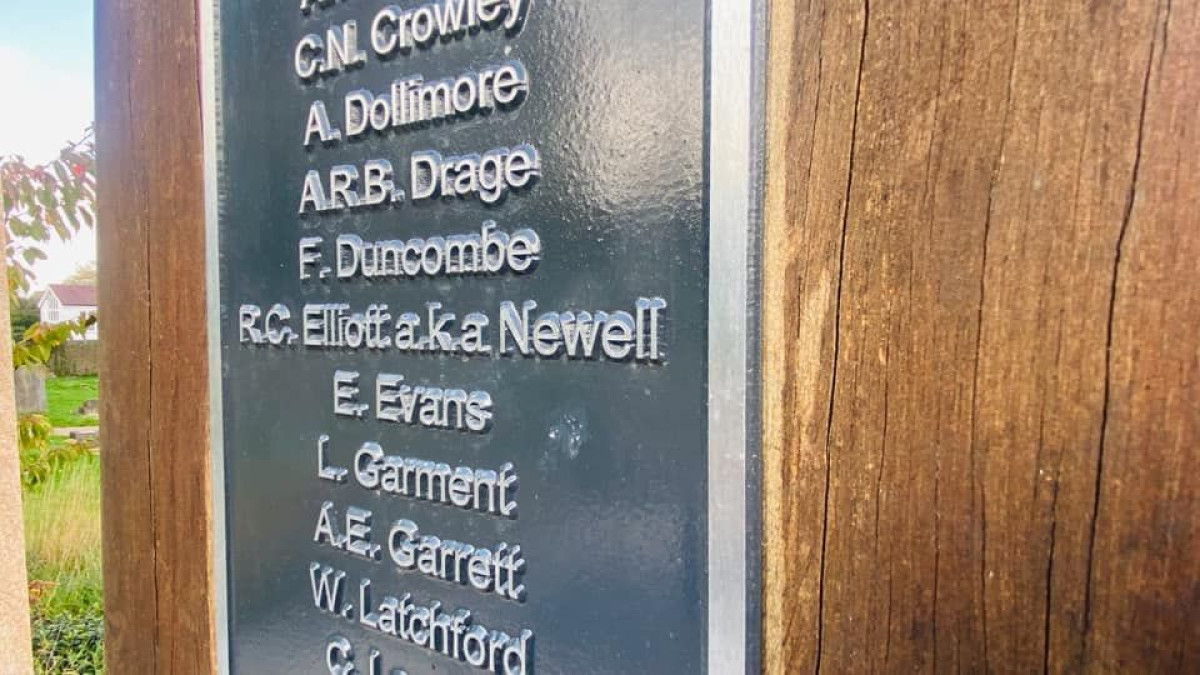 C.N. Crowley
A. Dollimore
A.R.B. Drage
F. Duncombe
R.C. Elliott a.k.a Newell
E. Evans
L. Garment
A.E. Garrett
W. Latchford